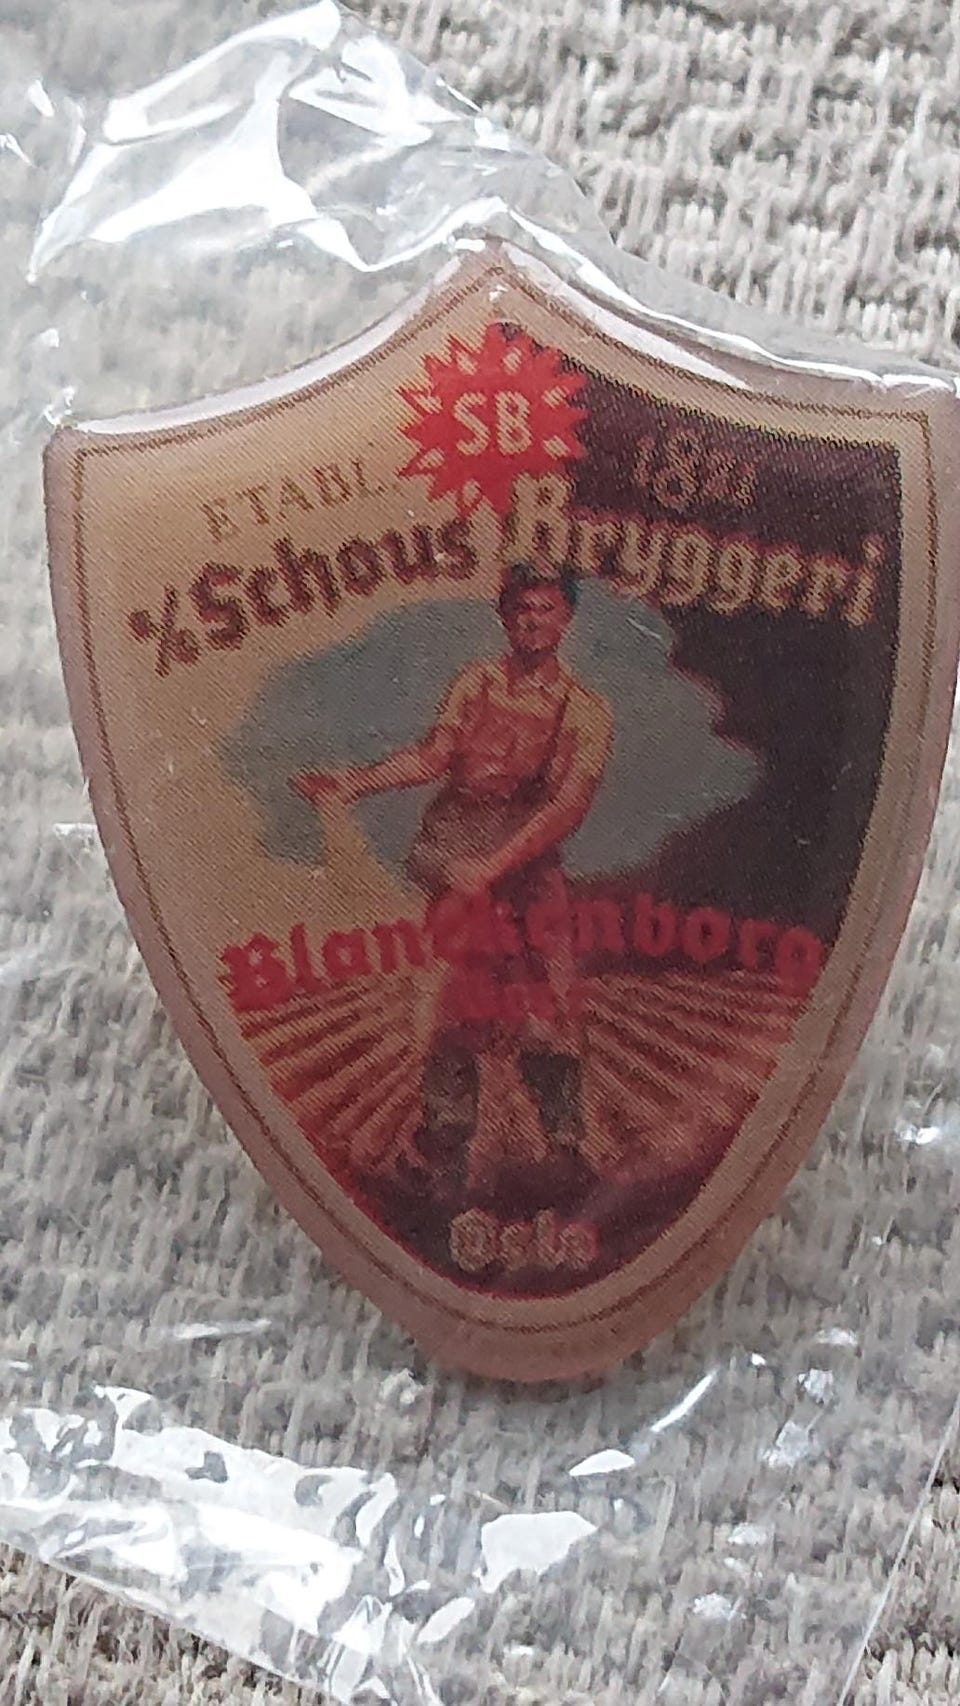 SB
ETABL. 18
A/S Schous Bryggeri
Blanckenborg
Oslo